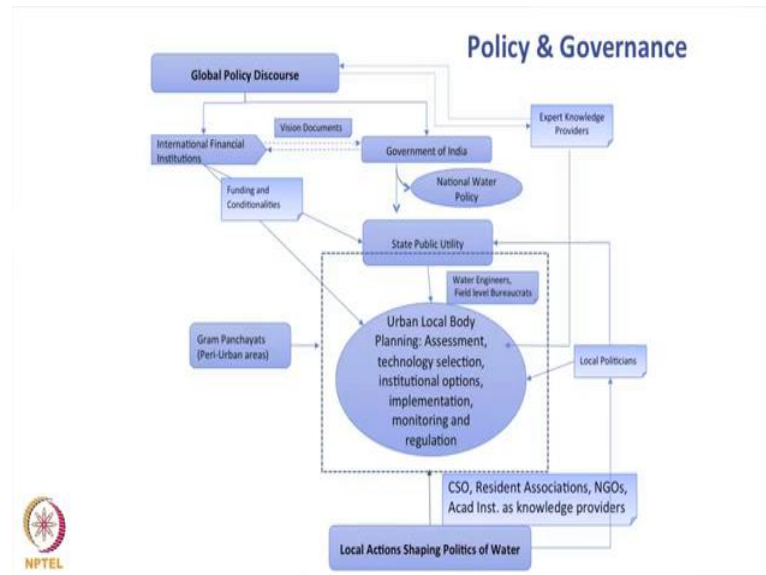 Policy & Governance
Global Policy Discourse
Expert Knowledge
Providers
Vision Documents
International Financial
Institutions
Government of India
National Water
Policy
Funding and
Conditionalities
State Public Utility
Water Engineers,
Field level Bureaucrats
Urban Local Body
Planning: Assessment,
technology selection,
institutional options,
implementation,
monitoring and
regulation
Gram Panchayats
(Peri-Urban areas)
Local Politicians
CSO, Resident Associations, NGOs,
Acad Inst. as knowledge providers
Local Actions Shaping Politics of Water
NPTEL